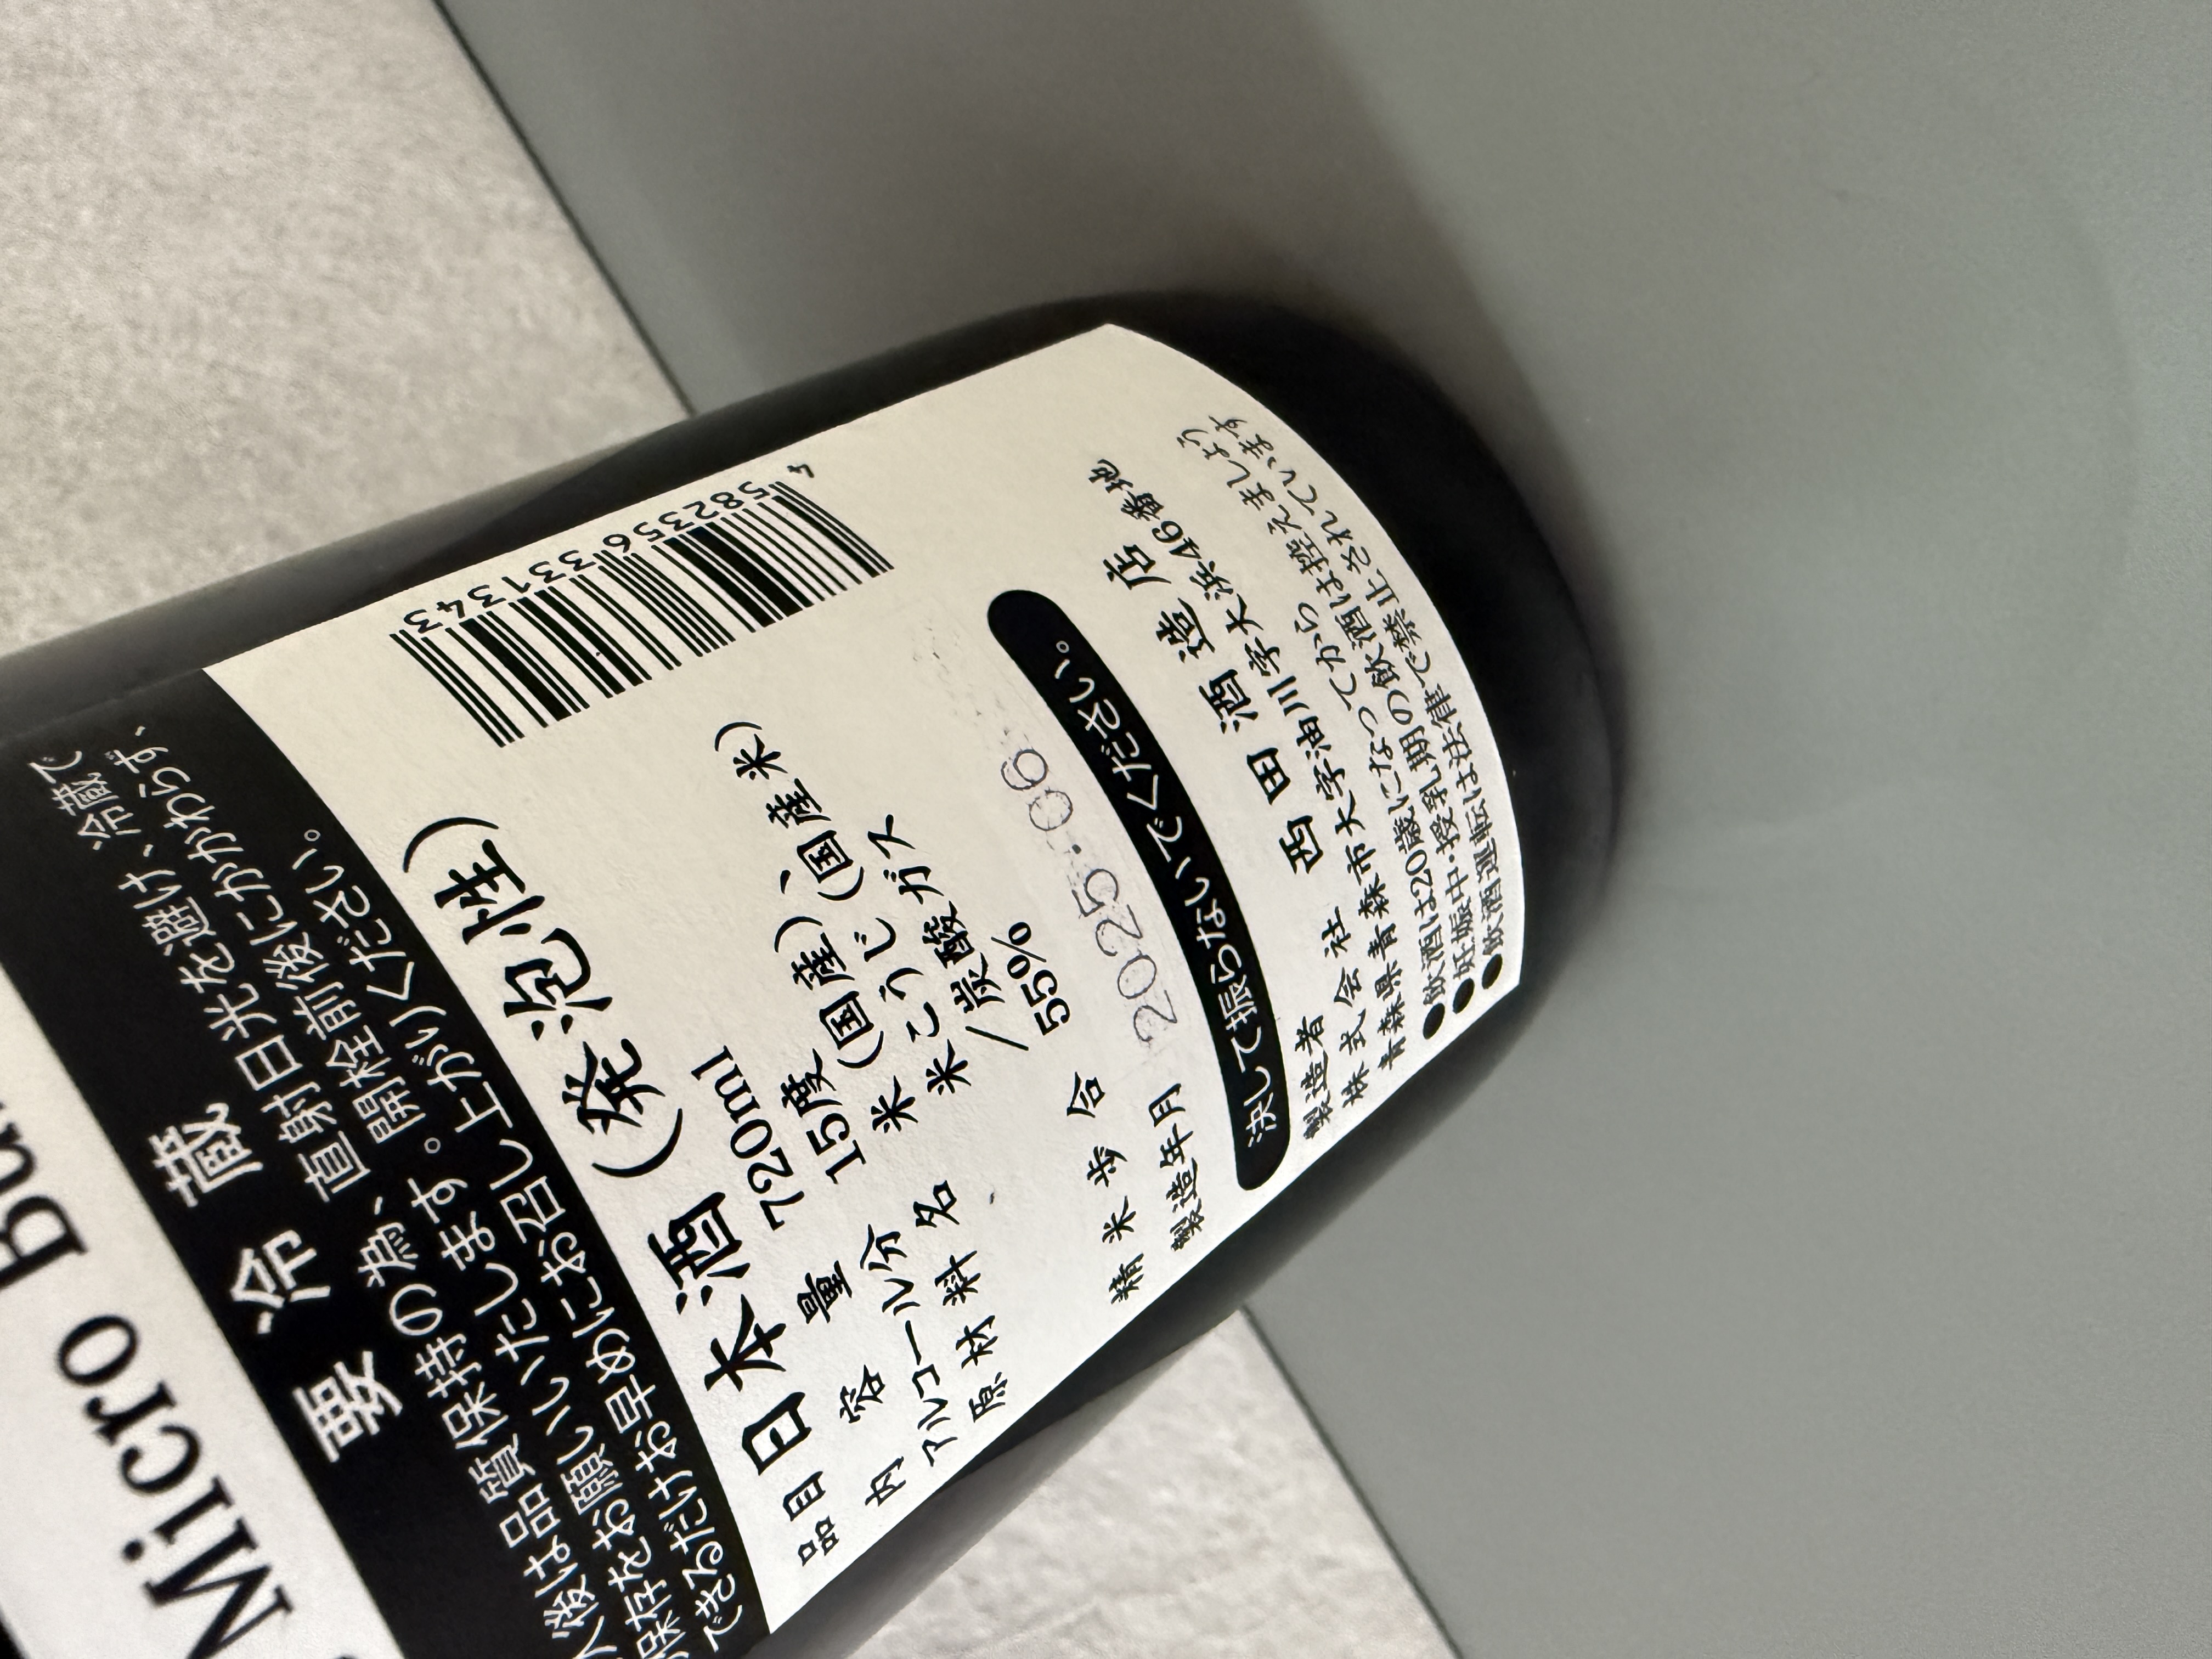 Micro Bu
要冷蔵
後は品質保持の為、直射日光を避け、冷蔵で
保存をお願いいたします。開栓前後にかかわらず、
できるだけお早めにお召し上がりください。
品目 日本酒(発泡性)
内容量 720ml
アルコール分 15度
原材料名 米(国産)、
米こうじ(国産米)
/炭酸ガス
精米歩合 55%
製造年月 2025.06
4 582356 331343
決して振らないでください。
製造者
株式会社 西田酒造店
青森県青森市大字油川字大浜46番地
●飲酒は20歳になってから
●妊娠中・授乳期の飲酒は控えましょう
●飲酒運転は法律で禁止されています